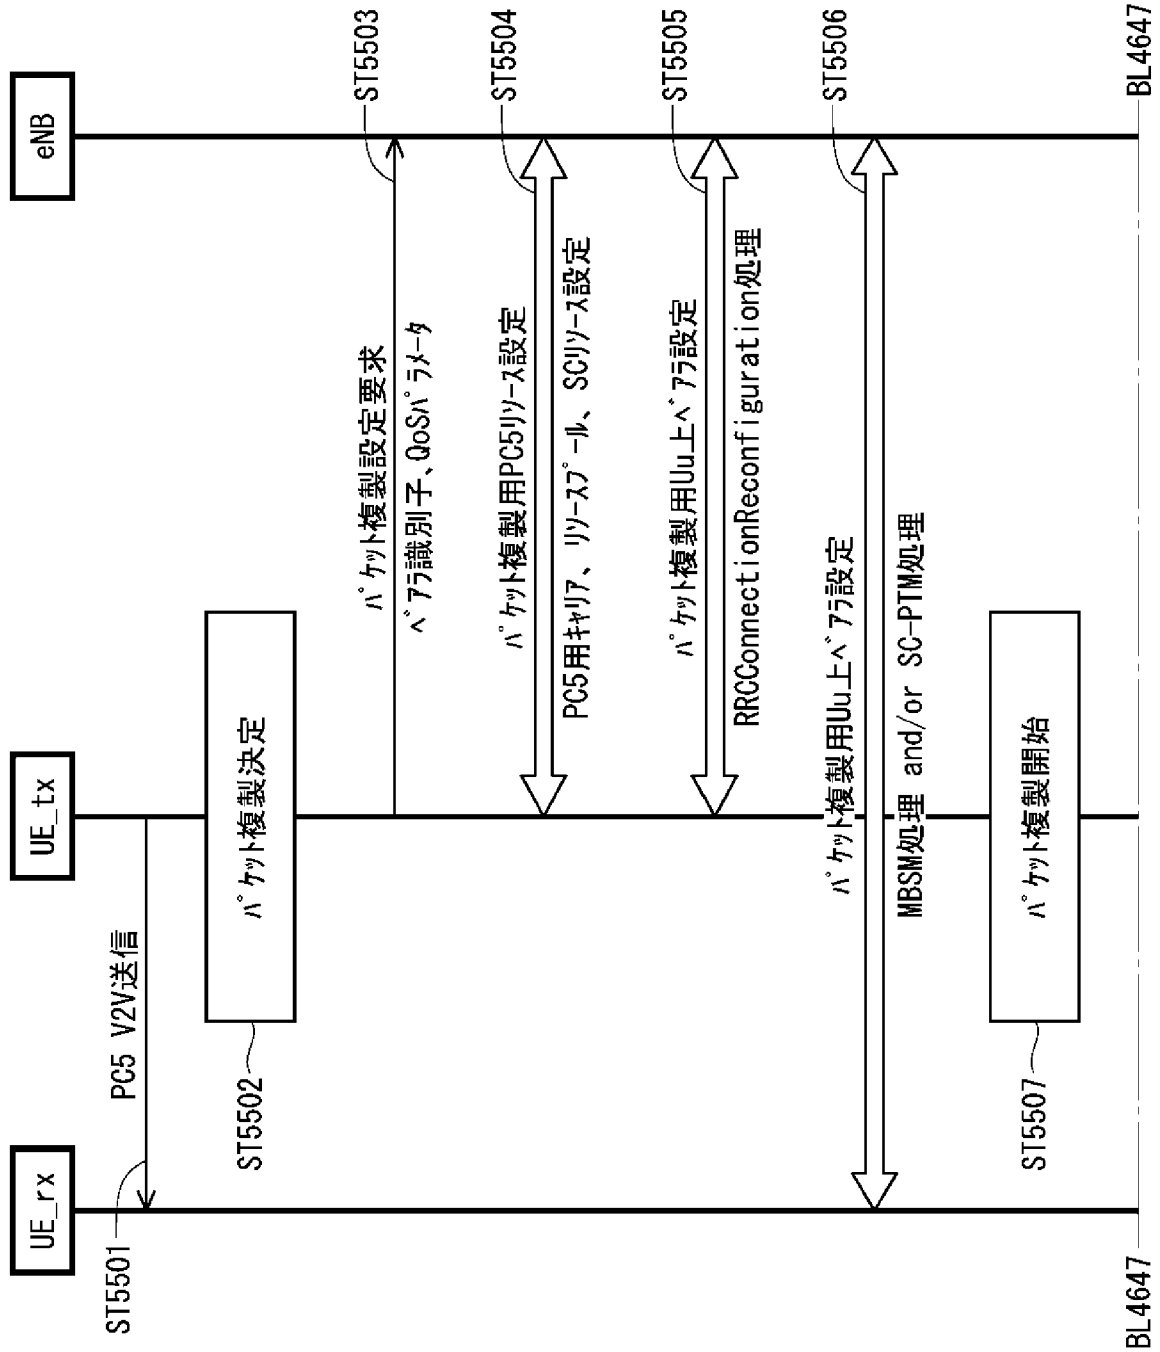 UE_rx
UE_tx
eNB
ST5501
PC5 V2V送信
ST5502
パケット複製決定
パケット複製設定要求
ベアラ識別子、QoSパラメータ
ST5503
パケット複製用PC5リソース設定
PC5用キャリア、リソースプール、SCリソース設定
ST5504
パケット複製用Uu上ベアラ設定
RRCConnectionReconfiguration処理
ST5505
パケット複製用Uu上ベアラ設定
MBSM処理 and/or SC-PTM処理
ST5506
ST5507
パケット複製開始
BL4647
BL4647